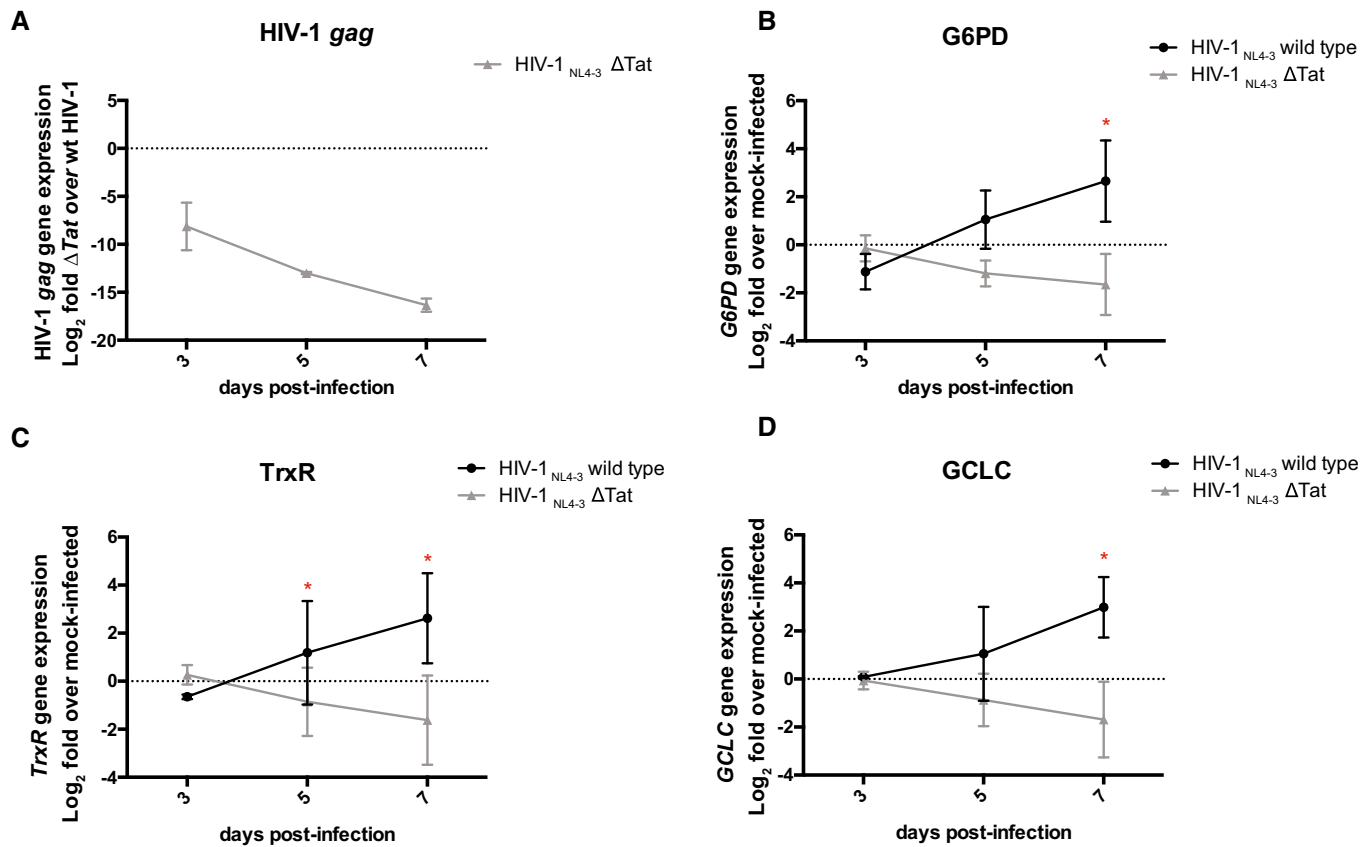 A
HIV-1 gag
HIV-1 NL4-3 ΔTat
HIV-1 gag gene expression
Log2 fold ΔTat over wt HIV-1
5
0
-5
-10
-15
-20
3
5
7
days post-infection
B
G6PD
HIV-1 NL4-3 wild type
HIV-1 NL4-3 ΔTat
G6PD gene expression
Log2 fold over mock-infected
6
4
2
0
-2
-4
*
3
5
7
days post-infection
C
TrxR
HIV-1 NL4-3 wild type
HIV-1 NL4-3 ΔTat
TrxR gene expression
Log2 fold over mock-infected
6
4
2
0
-2
-4
*
*
3
5
7
days post-infection
D
GCLC
HIV-1 NL4-3 wild type
HIV-1 NL4-3 ΔTat
GCLC gene expression
Log2 fold over mock-infected
6
4
2
0
-2
-4
*
3
5
7
days post-infection